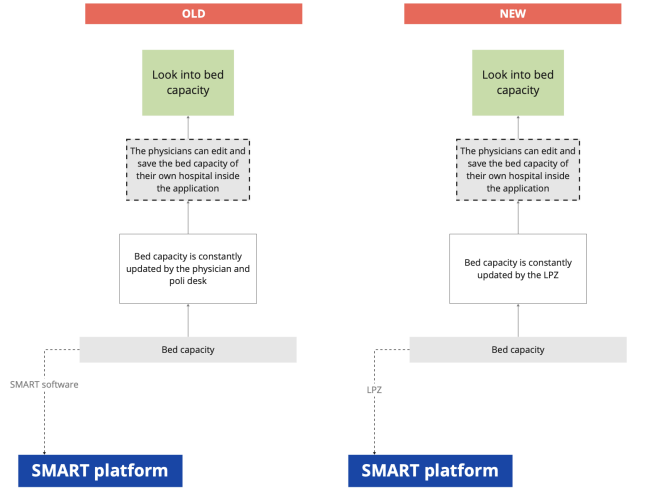 OLD
Look into bed
capacity
The physicians can edit and
save the bed capacity of
their own hospital inside
the application
Bed capacity is constantly
updated by the physician and
poli desk
Bed capacity
SMART software
SMART platform
NEW
Look into bed
capacity
The physicians can edit and
save the bed capacity of
their own hospital inside
the application
Bed capacity is constantly
updated by the LPZ
Bed capacity
LPZ
SMART platform